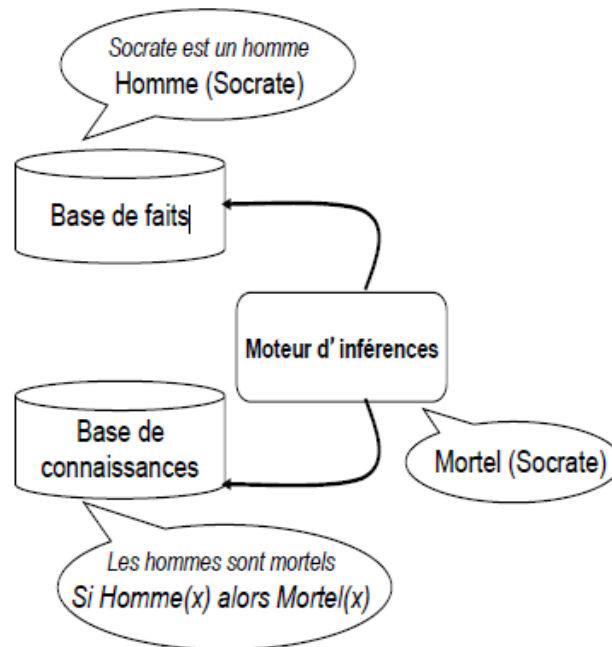 Socrate est un homme
Homme (Socrate)
Base de faits
Moteur d’inférences
Base de
connaissances
Mortel (Socrate)
Les hommes sont mortels
Si Homme(x) alors Mortel(x)